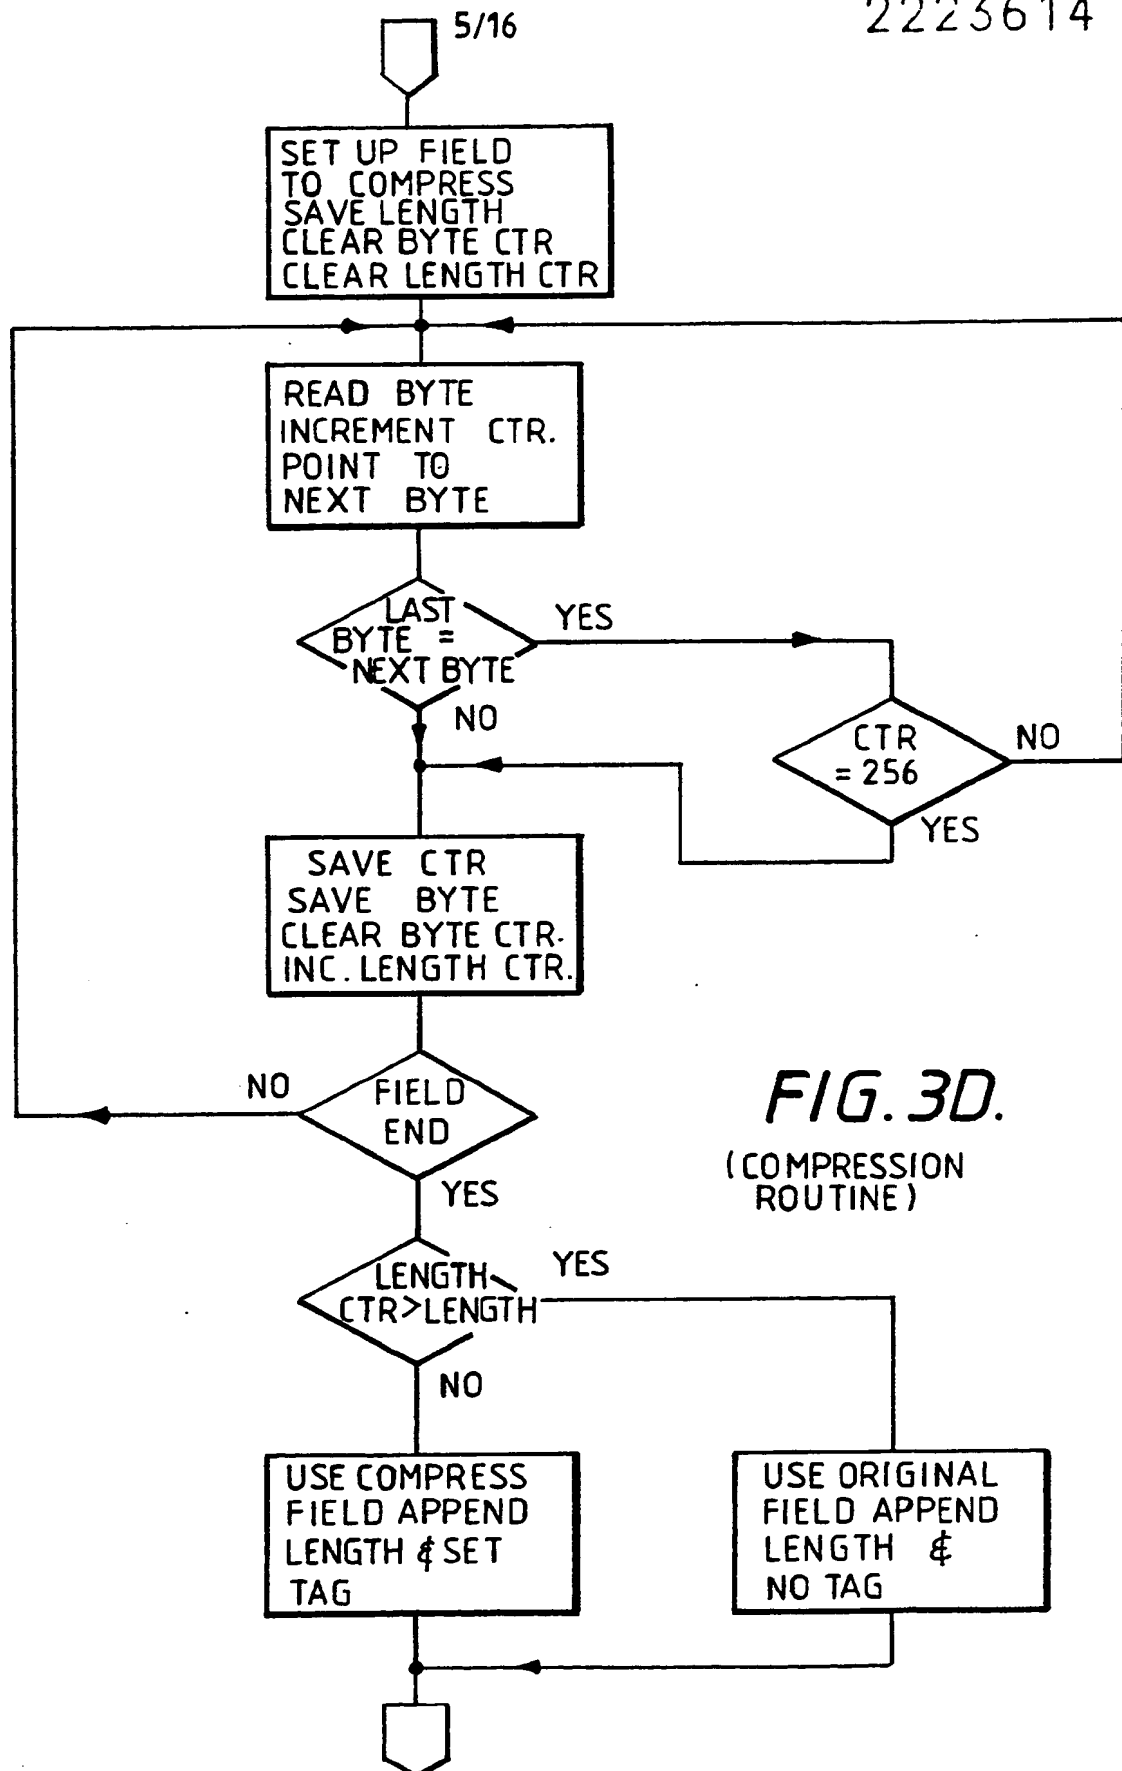 5/16
2223614
SET UP FIELD
TO COMPRESS
SAVE LENGTH
CLEAR BYTE CTR
CLEAR LENGTH CTR
READ BYTE
INCREMENT CTR.
POINT TO
NEXT BYTE
LAST
BYTE =
NEXT BYTE
YES
NO
CTR
= 256
NO
YES
SAVE CTR
SAVE BYTE
CLEAR BYTE CTR.
INC. LENGTH CTR.
FIELD
END
NO
YES
FIG. 3D.
(COMPRESSION
ROUTINE)
LENGTH
CTR>LENGTH
YES
NO
USE COMPRESS
FIELD APPEND
LENGTH & SET
TAG
USE ORIGINAL
FIELD APPEND
LENGTH &
NO TAG